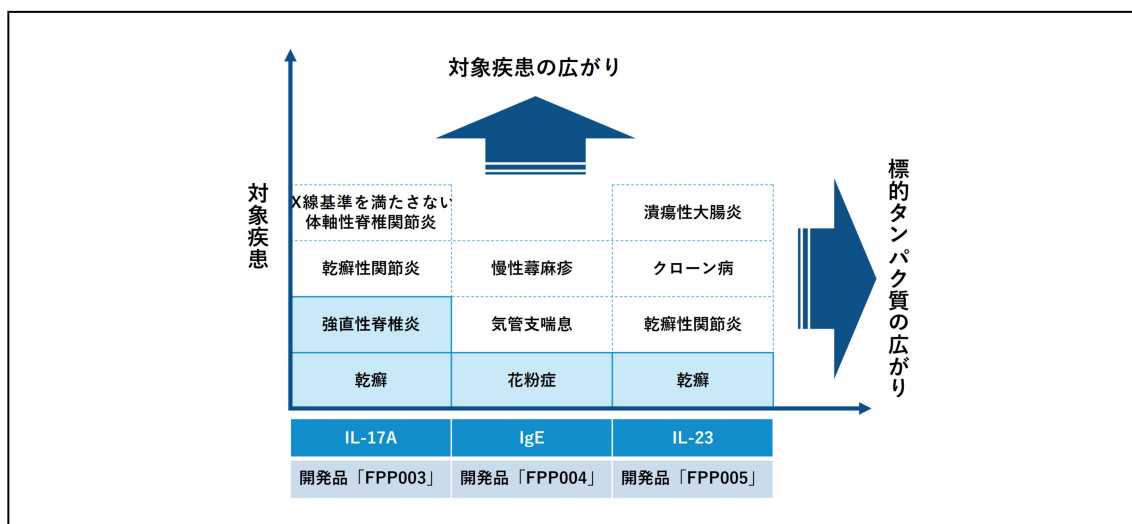 対象疾患の広がり
対象疾患
X線基準を満たさない
体軸性脊椎関節炎
潰瘍性大腸炎
乾癬性関節炎
慢性蕁麻疹
クローン病
強直性脊椎炎
気管支喘息
乾癬性関節炎
乾癬
花粉症
乾癬
標的タンパク質の広がり
IL-17A
IgE
IL-23
開発品「FPP003」
開発品「FPP004」
開発品「FPP005」